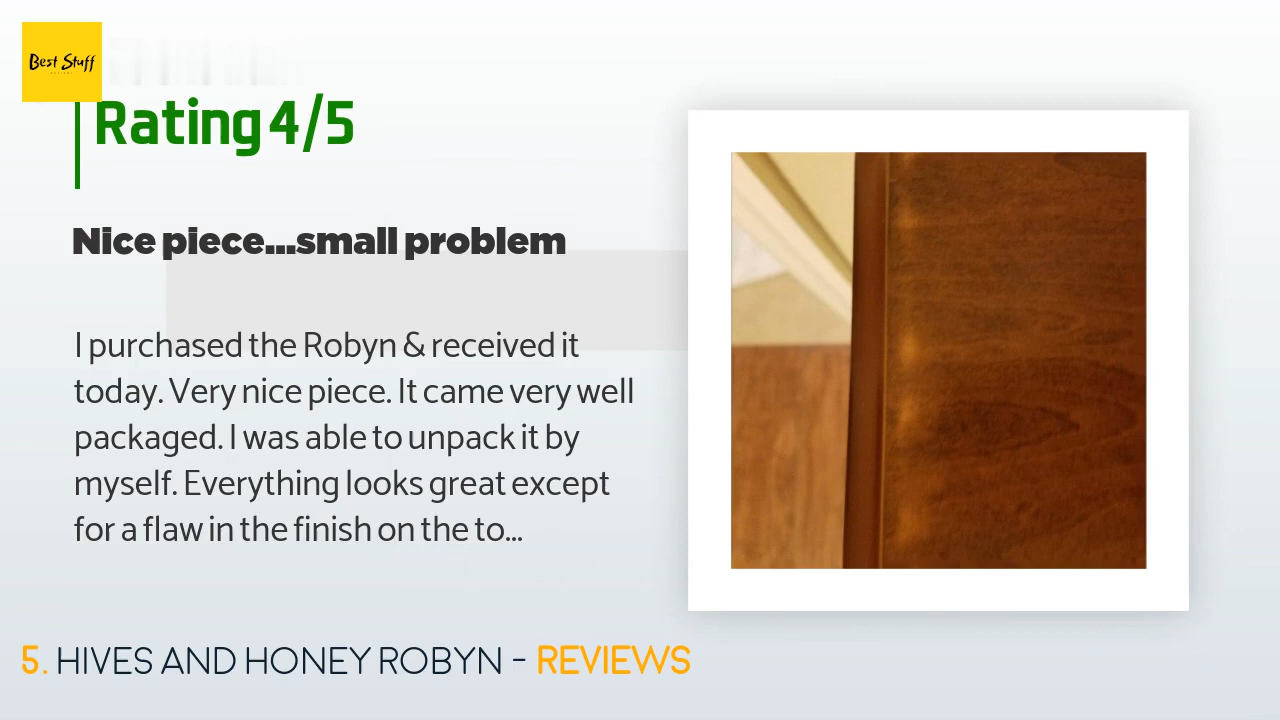 Best Stuff
Rating 4/5
Nice piece...small problem
I purchased the Robyn & received it
today. Very nice piece. It came very well
packaged. I was able to unpack it by
myself. Everything looks great except
for a flaw in the finish on the to...
5. HIVES AND HONEY ROBYN - REVIEWS